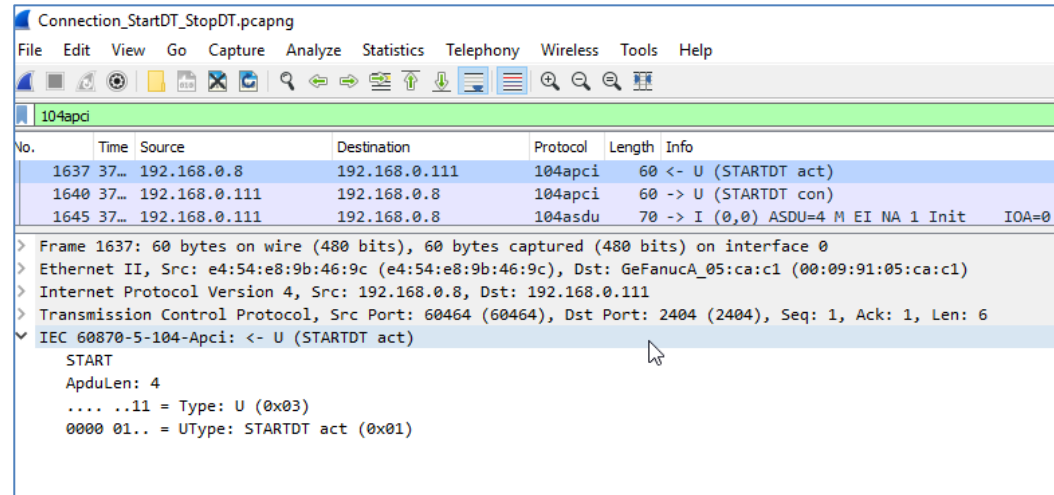 Connection_StartDT_StopDT.pcapng
File Edit View Go Capture Analyze Statistics Telephony Wireless Tools Help
104apci
No. Time Source Destination Protocol Length Info
1637 37… 192.168.0.8 192.168.0.111 104apci 60 <- U (STARTDT act)
1640 37… 192.168.0.111 192.168.0.8 104apci 60 -> U (STARTDT con)
1645 37… 192.168.0.111 192.168.0.8 104asdu 70 -> I (0,0) ASDU=4 M EI NA 1 Init IOA=0
> Frame 1637: 60 bytes on wire (480 bits), 60 bytes captured (480 bits) on interface 0
> Ethernet II, Src: e4:54:e8:9b:46:9c (e4:54:e8:9b:46:9c), Dst: GeFanucA_05:ca:c1 (00:09:91:05:ca:c1)
> Internet Protocol Version 4, Src: 192.168.0.8, Dst: 192.168.0.111
> Transmission Control Protocol, Src Port: 60464 (60464), Dst Port: 2404 (2404), Seq: 1, Ack: 1, Len: 6
IEC 60870-5-104-Apci: <- U (STARTDT act)
START
ApduLen: 4
.... ..11 = Type: U (0x03)
0000 01.. = UType: STARTDT act (0x01)